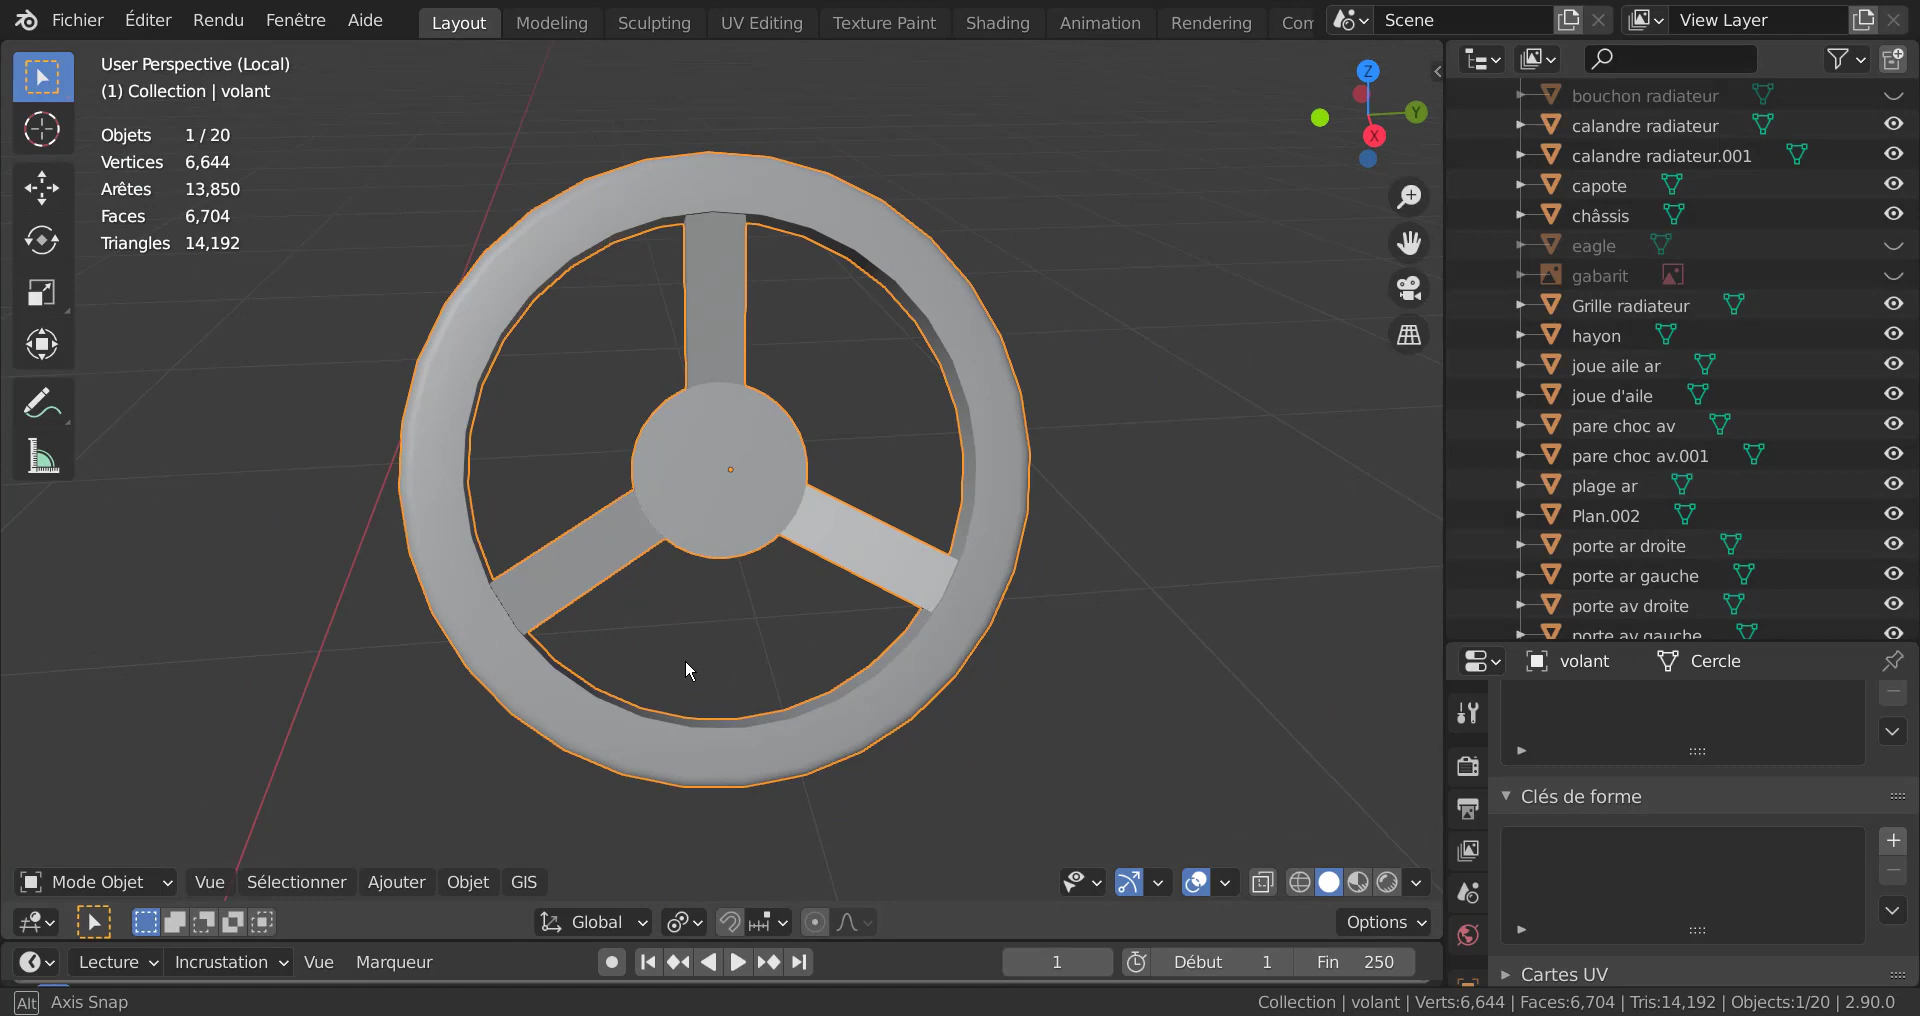 Fichier Éditer Rendu Fenêtre Aide Layout Modeling Sculpting UV Editing Texture Paint Shading Animation Rendering Com Scene View Layer
User Perspective (Local)
(1) Collection | volant
Objets 1 / 20
Vertices 6,644
Arêtes 13,850
Faces 6,704
Triangles 14,192
Z
Y
X
bouchon radiateur
calandre radiateur
calandre radiateur.001
capote
châssis
eagle
gabarit
Grille radiateur
hayon
joue aile ar
joue d'aile
pare choc av
pare choc av.001
plage ar
Plan.002
porte ar droite
porte ar gauche
porte av droite
porte av gauche
volant Cercle
Clés de forme
Cartes UV
Mode Objet Vue Sélectionner Ajouter Objet GIS
Global Options
Lecture Incrustation Vue Marqueur 1 Début 1 Fin 250
Alt Axis Snap Collection | volant | Verts:6,644 | Faces:6,704 | Tris:14,192 | Objects:1/20 | 2.90.0